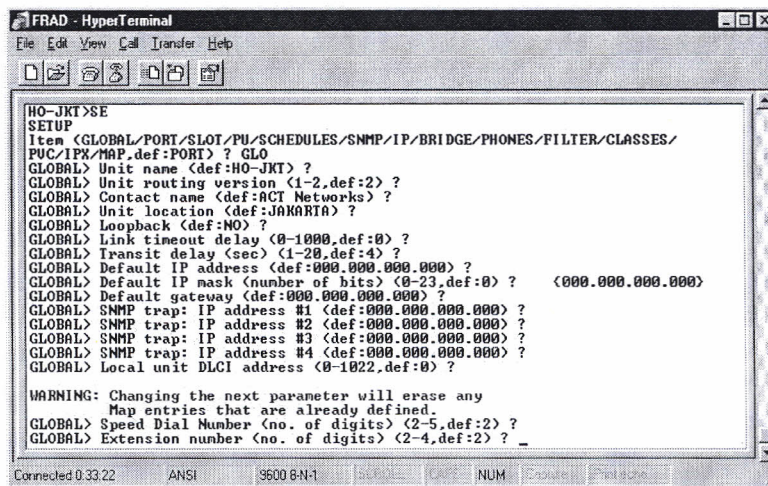 FRAD - HyperTerminal
File Edit View Call Transfer Help
HO-JKT>SE
SETUP
Item (GLOBAL/PORT/SLOT/PU/SCHEDULES/SNMP/IP/BRIDGE/PHONES/FILTER/CLASSES/
PVC/IPX/MAP,def:PORT) ? GLO
GLOBAL> Unit name (def:HO-JKT) ?
GLOBAL> Unit routing version (1-2,def:2) ?
GLOBAL> Contact name (def:ACT Networks) ?
GLOBAL> Unit location (def:JAKARTA) ?
GLOBAL> Loopback (def:NO) ?
GLOBAL> Link timeout delay (0-1000,def:0) ?
GLOBAL> Transit delay (sec) (1-20,def:4) ?
GLOBAL> Default IP address (def:000.000.000.000) ?
GLOBAL> Default IP mask (number of bits) (0-23,def:0) ? {000.000.000.000}
GLOBAL> Default gateway (def:000.000.000.000) ?
GLOBAL> SNMP trap: IP address #1 (def:000.000.000.000) ?
GLOBAL> SNMP trap: IP address #2 (def:000.000.000.000) ?
GLOBAL> SNMP trap: IP address #3 (def:000.000.000.000) ?
GLOBAL> SNMP trap: IP address #4 (def:000.000.000.000) ?
GLOBAL> Local unit DLCI address (0-1022,def:0) ?
WARNING: Changing the next parameter will erase any
Map entries that are already defined.
GLOBAL> Speed Dial Number (no. of digits) (2-5,def:2) ?
GLOBAL> Extension number (no. of digits) (2-4,def:2) ? _
Connected 0:33:22 ANSI 9600 8-N-1 SCROLL CAPS NUM Capture Print echo